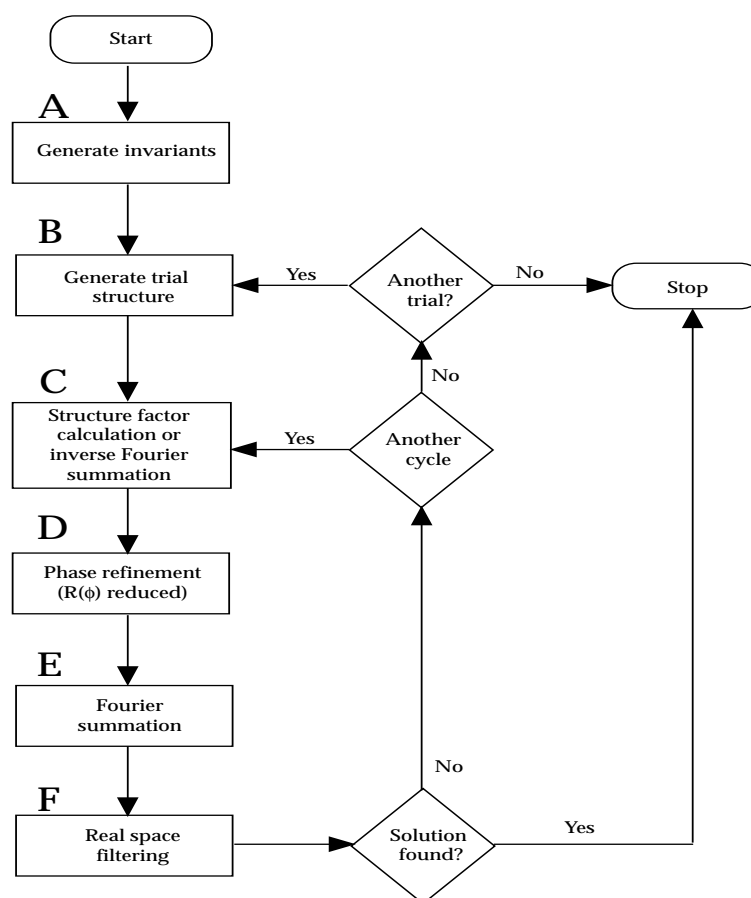 Start
A
Generate invariants
B
Generate trial
structure
Yes
Another
trial?
No
Stop
No
C
Structure factor
calculation or
inverse Fourier
summation
Yes
Another
cycle
D
Phase refinement
(R(ϕ) reduced)
E
Fourier
summation
No
F
Real space
filtering
Solution
found?
Yes